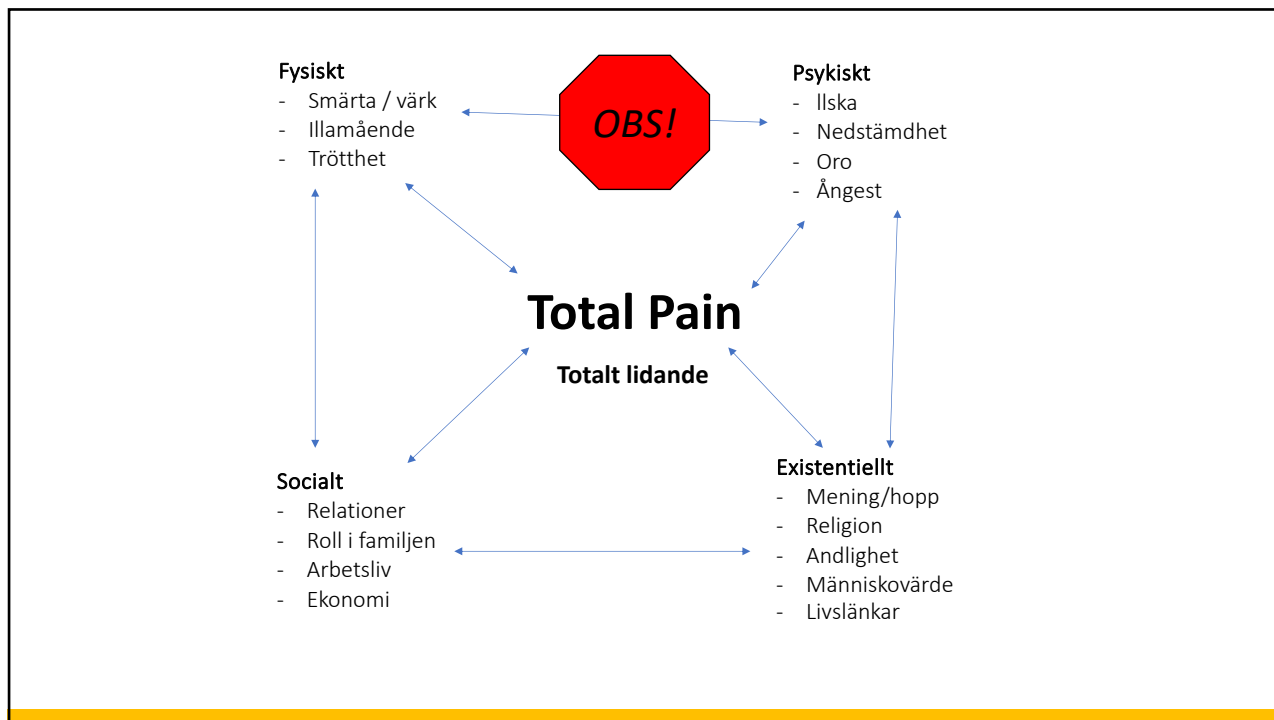 Fysiskt
- Smärta / värk
- Illamående
- Trötthet
OBS!
Psykiskt
- Ilska
- Nedstämdhet
- Oro
- Ångest
Total Pain
Totalt lidande
Socialt
- Relationer
- Roll i familjen
- Arbetsliv
- Ekonomi
Existentiellt
- Mening/hopp
- Religion
- Andlighet
- Människovärde
- Livslänkar